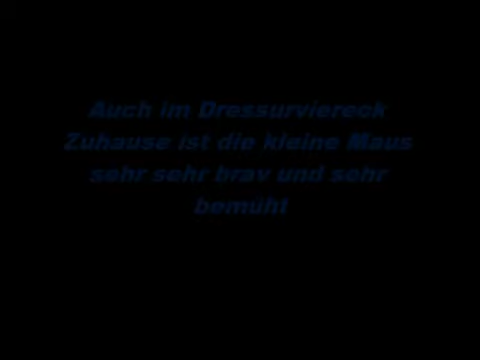 Auch im Dressurviereck
Zuhause ist die kleine Maus
sehr sehr brav und sehr
bemüht